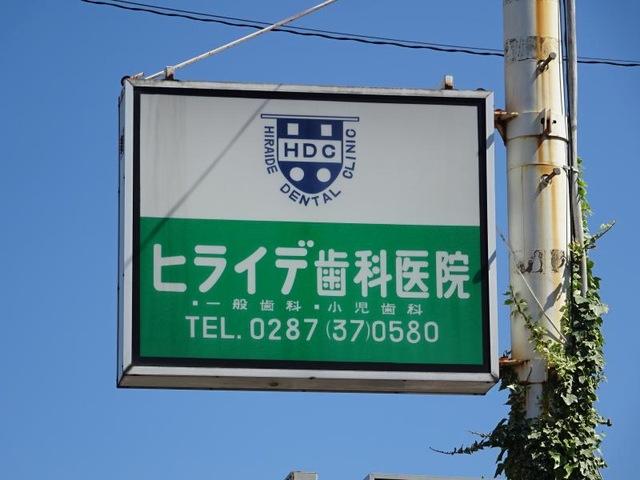 HDC
HIRAIDE DENTAL CLINIC
ヒライデ歯科医院
・一般歯科・小児歯科
TEL. 0287(37)0580